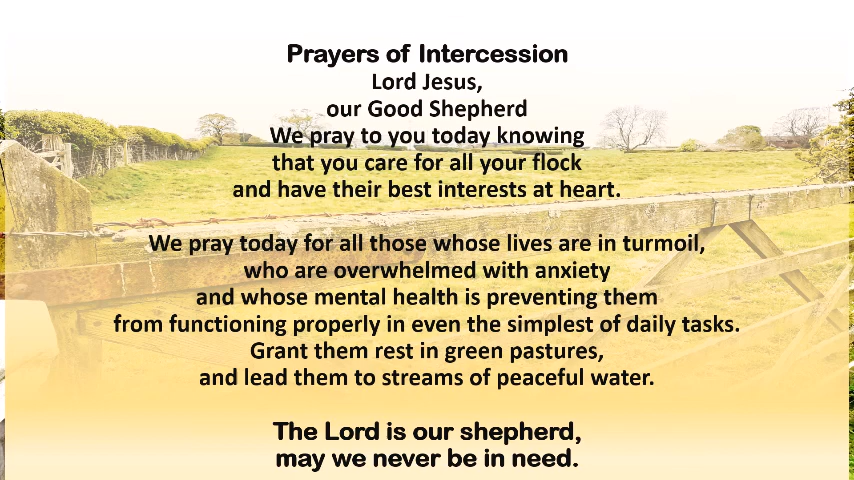 Prayers of Intercession
Lord Jesus,
our Good Shepherd
We pray to you today knowing
that you care for all your flock
and have their best interests at heart.
We pray today for all those whose lives are in turmoil,
who are overwhelmed with anxiety
and whose mental health is preventing them
from functioning properly in even the simplest of daily tasks.
Grant them rest in green pastures,
and lead them to streams of peaceful water.
The Lord is our shepherd,
may we never be in need.